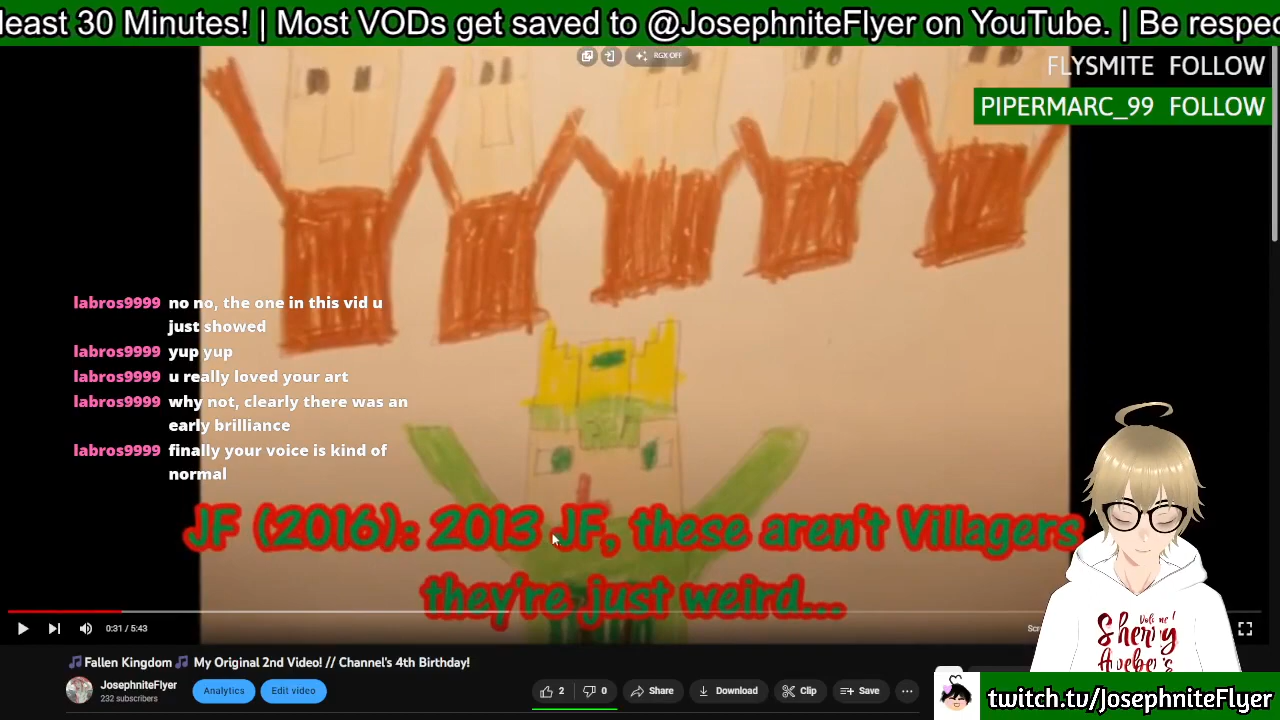 least 30 Minutes! | Most VODs get saved to @JosephniteFlyer on YouTube. | Be respec
RGX OFF
FLYSMITE FOLLOW
PIPERMARC_99 FOLLOW
labros9999 no no, the one in this vid u
just showed
labros9999 yup yup
labros9999 u really loved your art
labros9999 why not, clearly there was an
early brilliance
labros9999 finally your voice is kind of
normal
JF (2016): 2013 JF, these aren't Villagers
they're just weird...
0:31 / 5:43
🎵Fallen Kingdom 🎵 My Original 2nd Video! // Channel's 4th Birthday!
JosephniteFlyer
232 subscribers
Analytics
Edit video
2
0
Share
Download
Clip
Save
twitch.tv/JosephniteFlyer